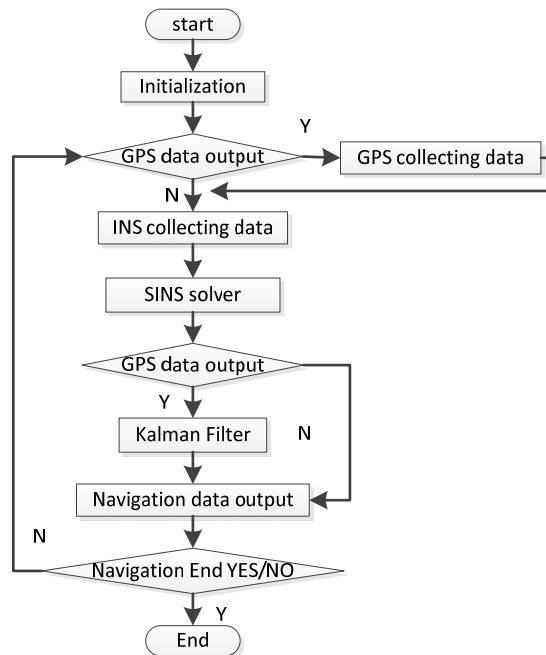 start
Initialization
Y
GPS data output
GPS collecting data
N
INS collecting data
SINS solver
GPS data output
Y
N
Kalman Filter
Navigation data output
N
Navigation End YES/NO
Y
End